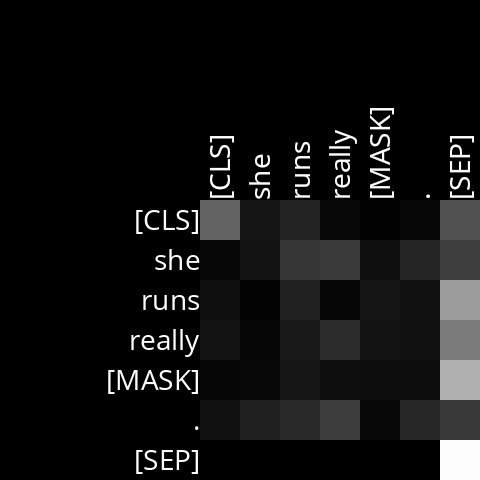 [CLS] she runs really [MASK] . [SEP]
[CLS]
she
runs
really
[MASK]
.
[SEP]